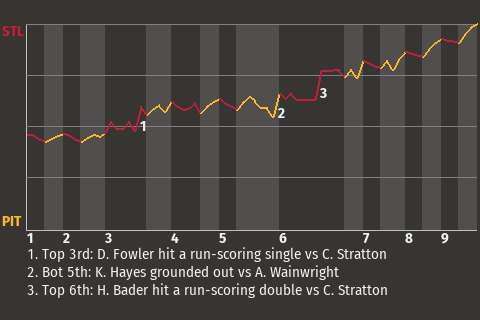 STL
1
2
3
PIT
1 2 3 4 5 6 7 8 9
1. Top 3rd: D. Fowler hit a run-scoring single vs C. Stratton
2. Bot 5th: K. Hayes grounded out vs A. Wainwright
3. Top 6th: H. Bader hit a run-scoring double vs C. Stratton